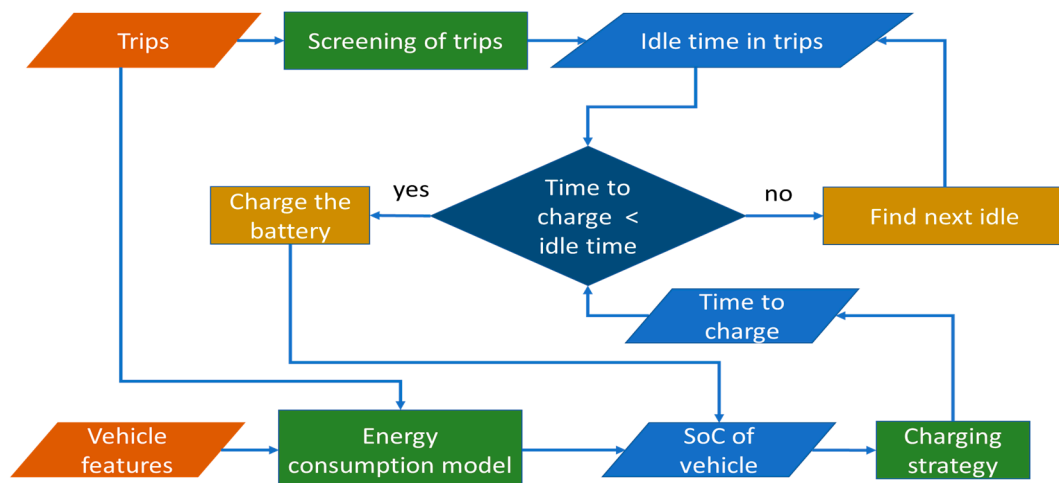 Trips
Screening of trips
Idle time in trips
yes
no
Charge the
battery
Time to
charge <
idle time
Find next idle
Time to
charge
Vehicle
features
Energy
consumption model
SoC of
vehicle
Charging
strategy